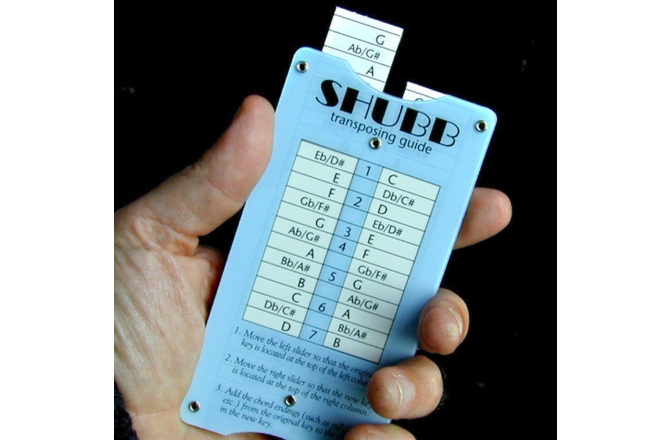 G
Ab/G#
A
SHUBB
transposing guide
Eb/D# 1 C
E Db/C#
F 2 D
Gb/F# Eb/D#
G 3 E
Ab/G# 4 F
A Gb/F#
Bb/A# 5 G
B Ab/G#
C 6 A
Db/C# Bb/A#
D 7 B
1. Move the left slider so that the
key is located at the top of the left
2. Move the right slider so that the new
is located at the top of the right column.
3. Add the chord endings (such as
etc.) from the original key to the
in the new key.